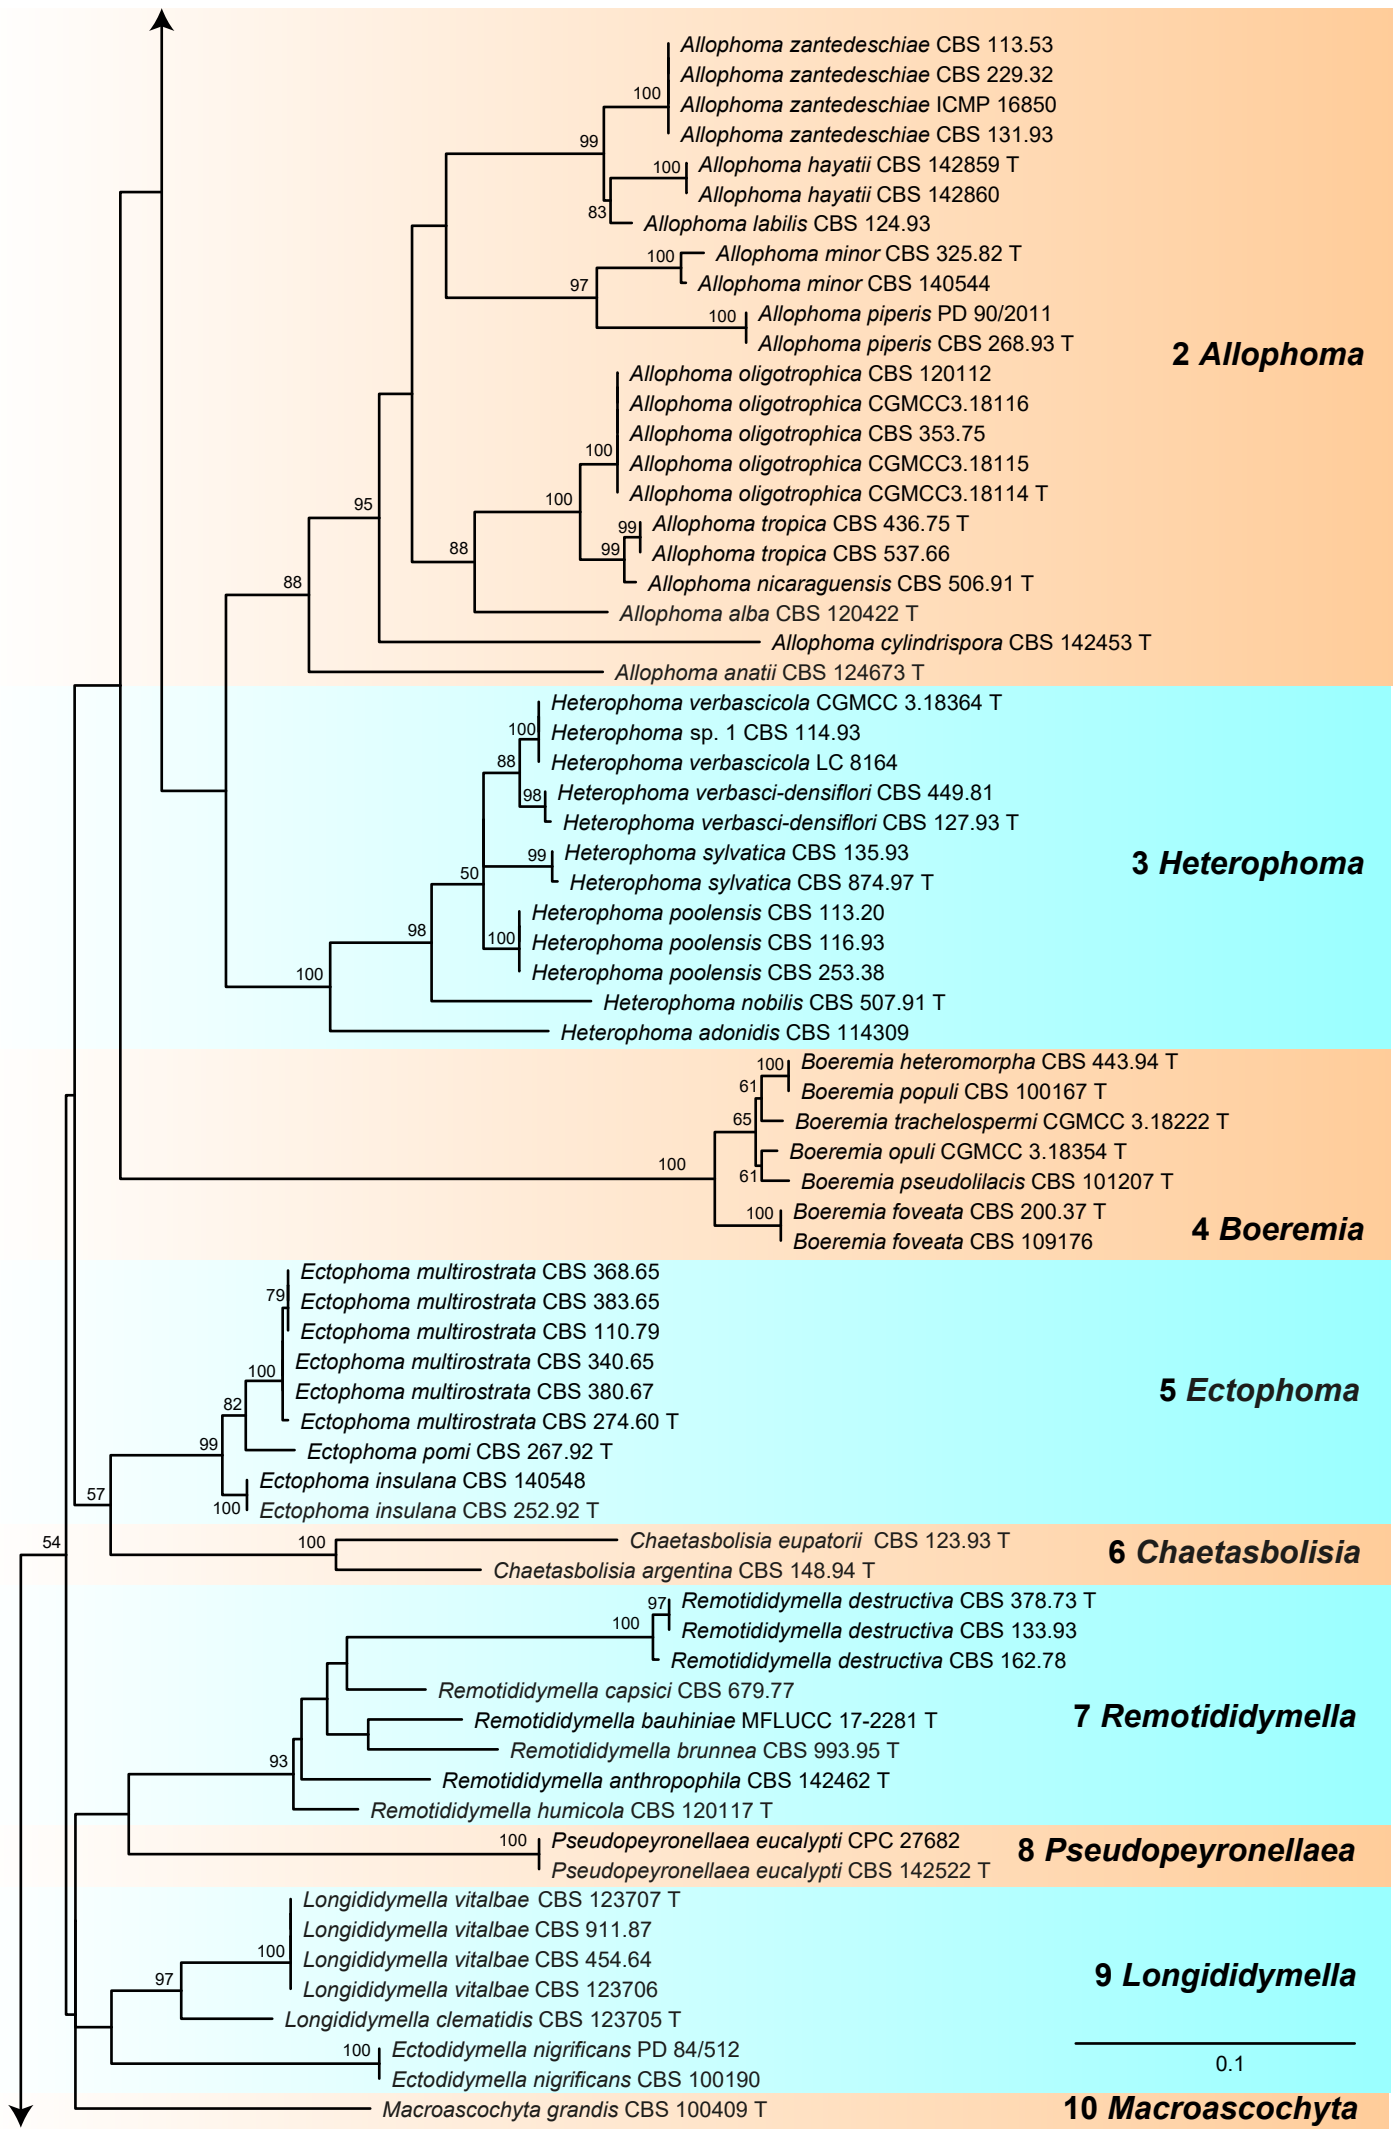 Allophoma zantedeschiae CBS 113.53
Allophoma zantedeschiae CBS 229.32
100
Allophoma zantedeschiae ICMP 16850
Allophoma zantedeschiae CBS 131.93
99
Allophoma hayatii CBS 142859 T
100
Allophoma hayatii CBS 142860
83
Allophoma labilis CBS 124.93
Allophoma minor CBS 325.82 T
100
Allophoma minor CBS 140544
97
Allophoma piperis PD 90/2011
100
Allophoma piperis CBS 268.93 T
2 Allophoma
Allophoma oligotrophica CBS 120112
Allophoma oligotrophica CGMCC3.18116
Allophoma oligotrophica CBS 353.75
100
Allophoma oligotrophica CGMCC3.18115
Allophoma oligotrophica CGMCC3.18114 T
100
95
Allophoma tropica CBS 436.75 T
99
Allophoma tropica CBS 537.66
99
88
Allophoma nicaraguensis CBS 506.91 T
88
Allophoma alba CBS 120422 T
Allophoma cylindrispora CBS 142453 T
Allophoma anatii CBS 124673 T
Heterophoma verbascicola CGMCC 3.18364 T
100
Heterophoma sp. 1 CBS 114.93
88
Heterophoma verbascicola LC 8164
Heterophoma verbasci-densiflori CBS 449.81
98
Heterophoma verbasci-densiflori CBS 127.93 T
Heterophoma sylvatica CBS 135.93
99
3 Heterophoma
50
Heterophoma sylvatica CBS 874.97 T
Heterophoma poolensis CBS 113.20
98
100
Heterophoma poolensis CBS 116.93
Heterophoma poolensis CBS 253.38
100
Heterophoma nobilis CBS 507.91 T
Heterophoma adonidis CBS 114309
Boeremia heteromorpha CBS 443.94 T
100
61
Boeremia populi CBS 100167 T
65
Boeremia trachelospermi CGMCC 3.18222 T
Boeremia opuli CGMCC 3.18354 T
100
61
Boeremia pseudolilacis CBS 101207 T
Boeremia foveata CBS 200.37 T
100
Boeremia foveata CBS 109176
4 Boeremia
Ectophoma multirostrata CBS 368.65
79
Ectophoma multirostrata CBS 383.65
Ectophoma multirostrata CBS 110.79
Ectophoma multirostrata CBS 340.65
100
Ectophoma multirostrata CBS 380.67
5 Ectophoma
82
Ectophoma multirostrata CBS 274.60 T
99
Ectophoma pomi CBS 267.92 T
Ectophoma insulana CBS 140548
57
100
Ectophoma insulana CBS 252.92 T
54
Chaetasbolisia eupatorii CBS 123.93 T
100
6 Chaetasbolisia
Chaetasbolisia argentina CBS 148.94 T
Remotididymella destructiva CBS 378.73 T
97
100
Remotididymella destructiva CBS 133.93
Remotididymella destructiva CBS 162.78
Remotididymella capsici CBS 679.77
Remotididymella bauhiniae MFLUCC 17-2281 T
7 Remotididymella
Remotididymella brunnea CBS 993.95 T
93
Remotididymella anthropophila CBS 142462 T
Remotididymella humicola CBS 120117 T
100
Pseudopeyronellaea eucalypti CPC 27682
8 Pseudopeyronellaea
Pseudopeyronellaea eucalypti CBS 142522 T
Longididymella vitalbae CBS 123707 T
Longididymella vitalbae CBS 911.87
100
Longididymella vitalbae CBS 454.64
97
9 Longididymella
Longididymella vitalbae CBS 123706
Longididymella clematidis CBS 123705 T
100
Ectodidymella nigrificans PD 84/512
0.1
Ectodidymella nigrificans CBS 100190
Macroascochyta grandis CBS 100409 T
10 Macroascochyta